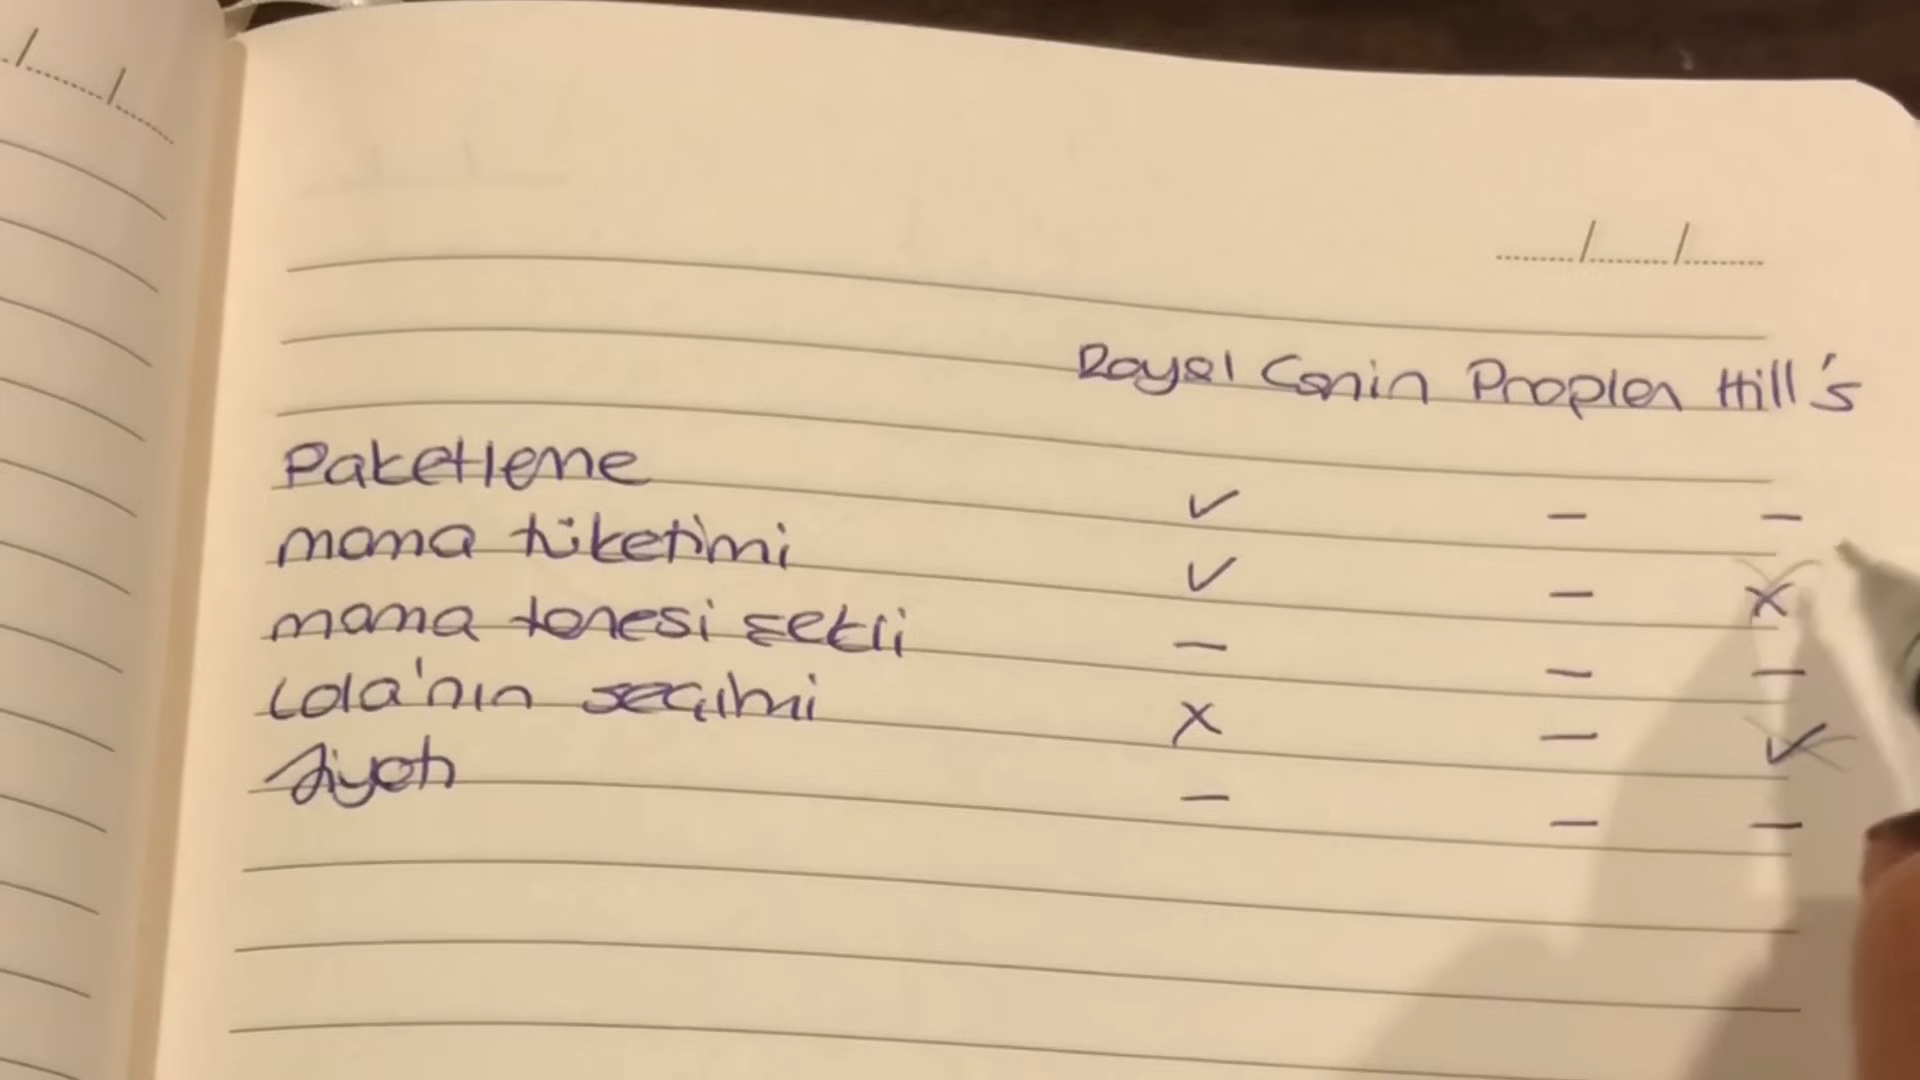 Royal Canin Proplan Hill's
Paketleme ✓ – –
mama tüketimi ✓ – x
mama tanesi şekli – – –
Lola'nın seçimi x – ✓
fiyatı – – –